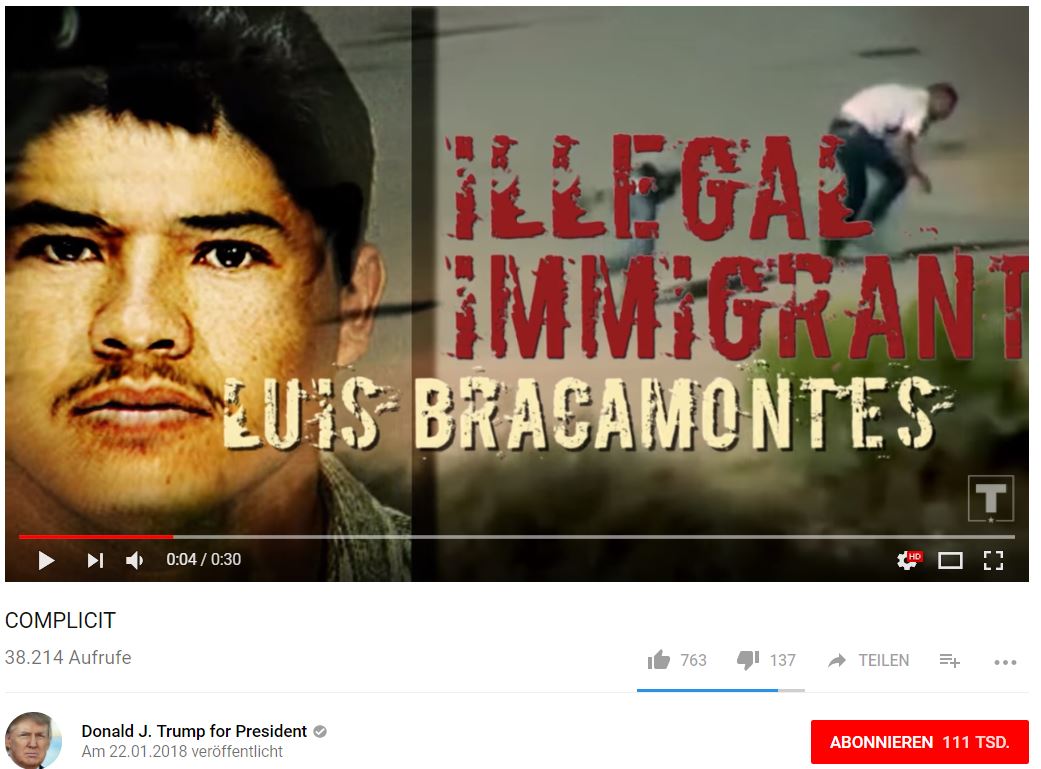 ILLEGAL
IMMIGRANT
LUIS BRACAMONTES
T
0:04 / 0:30
HD
COMPLICIT
38.214 Aufrufe
763
137
TEILEN
Donald J. Trump for President
Am 22.01.2018 veröffentlicht
ABONNIEREN 111 TSD.